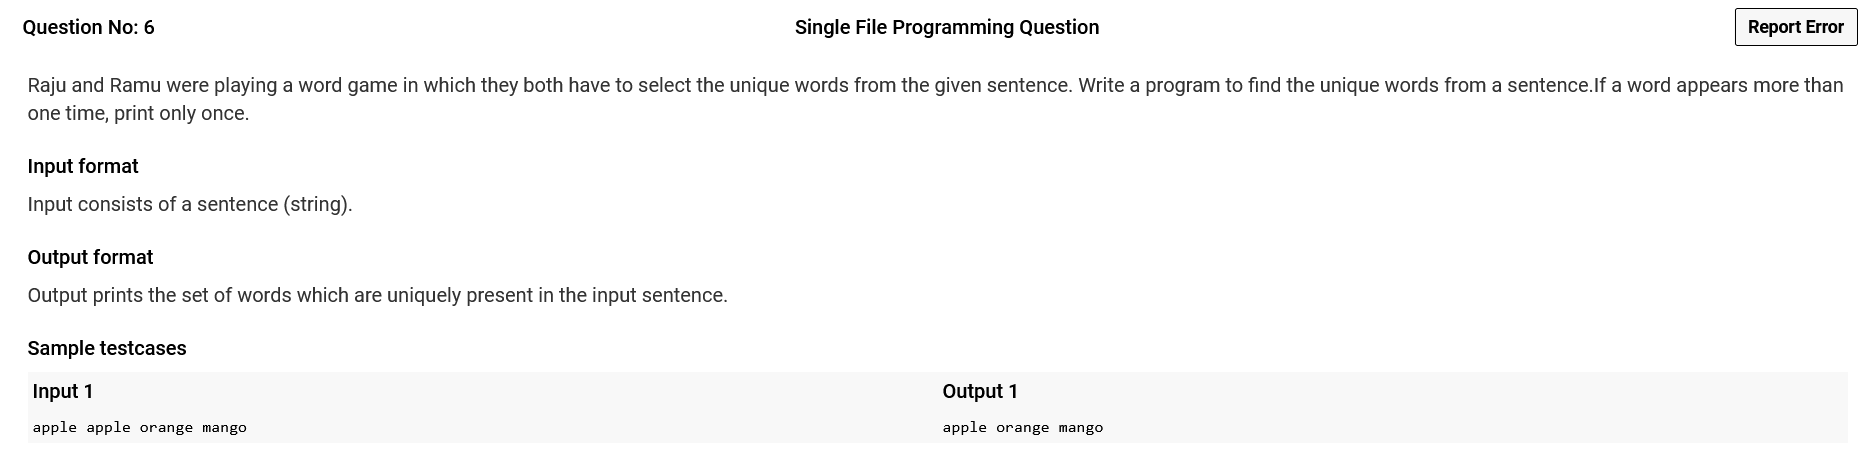 Question No: 6
Single File Programming Question
Report Error
Raju and Ramu were playing a word game in which they both have to select the unique words from the given sentence. Write a program to find the unique words from a sentence.If a word appears more than
one time, print only once.
Input format
Input consists of a sentence (string).
Output format
Output prints the set of words which are uniquely present in the input sentence.
Sample testcases
Input 1
Output 1
apple apple orange mango
apple orange mango